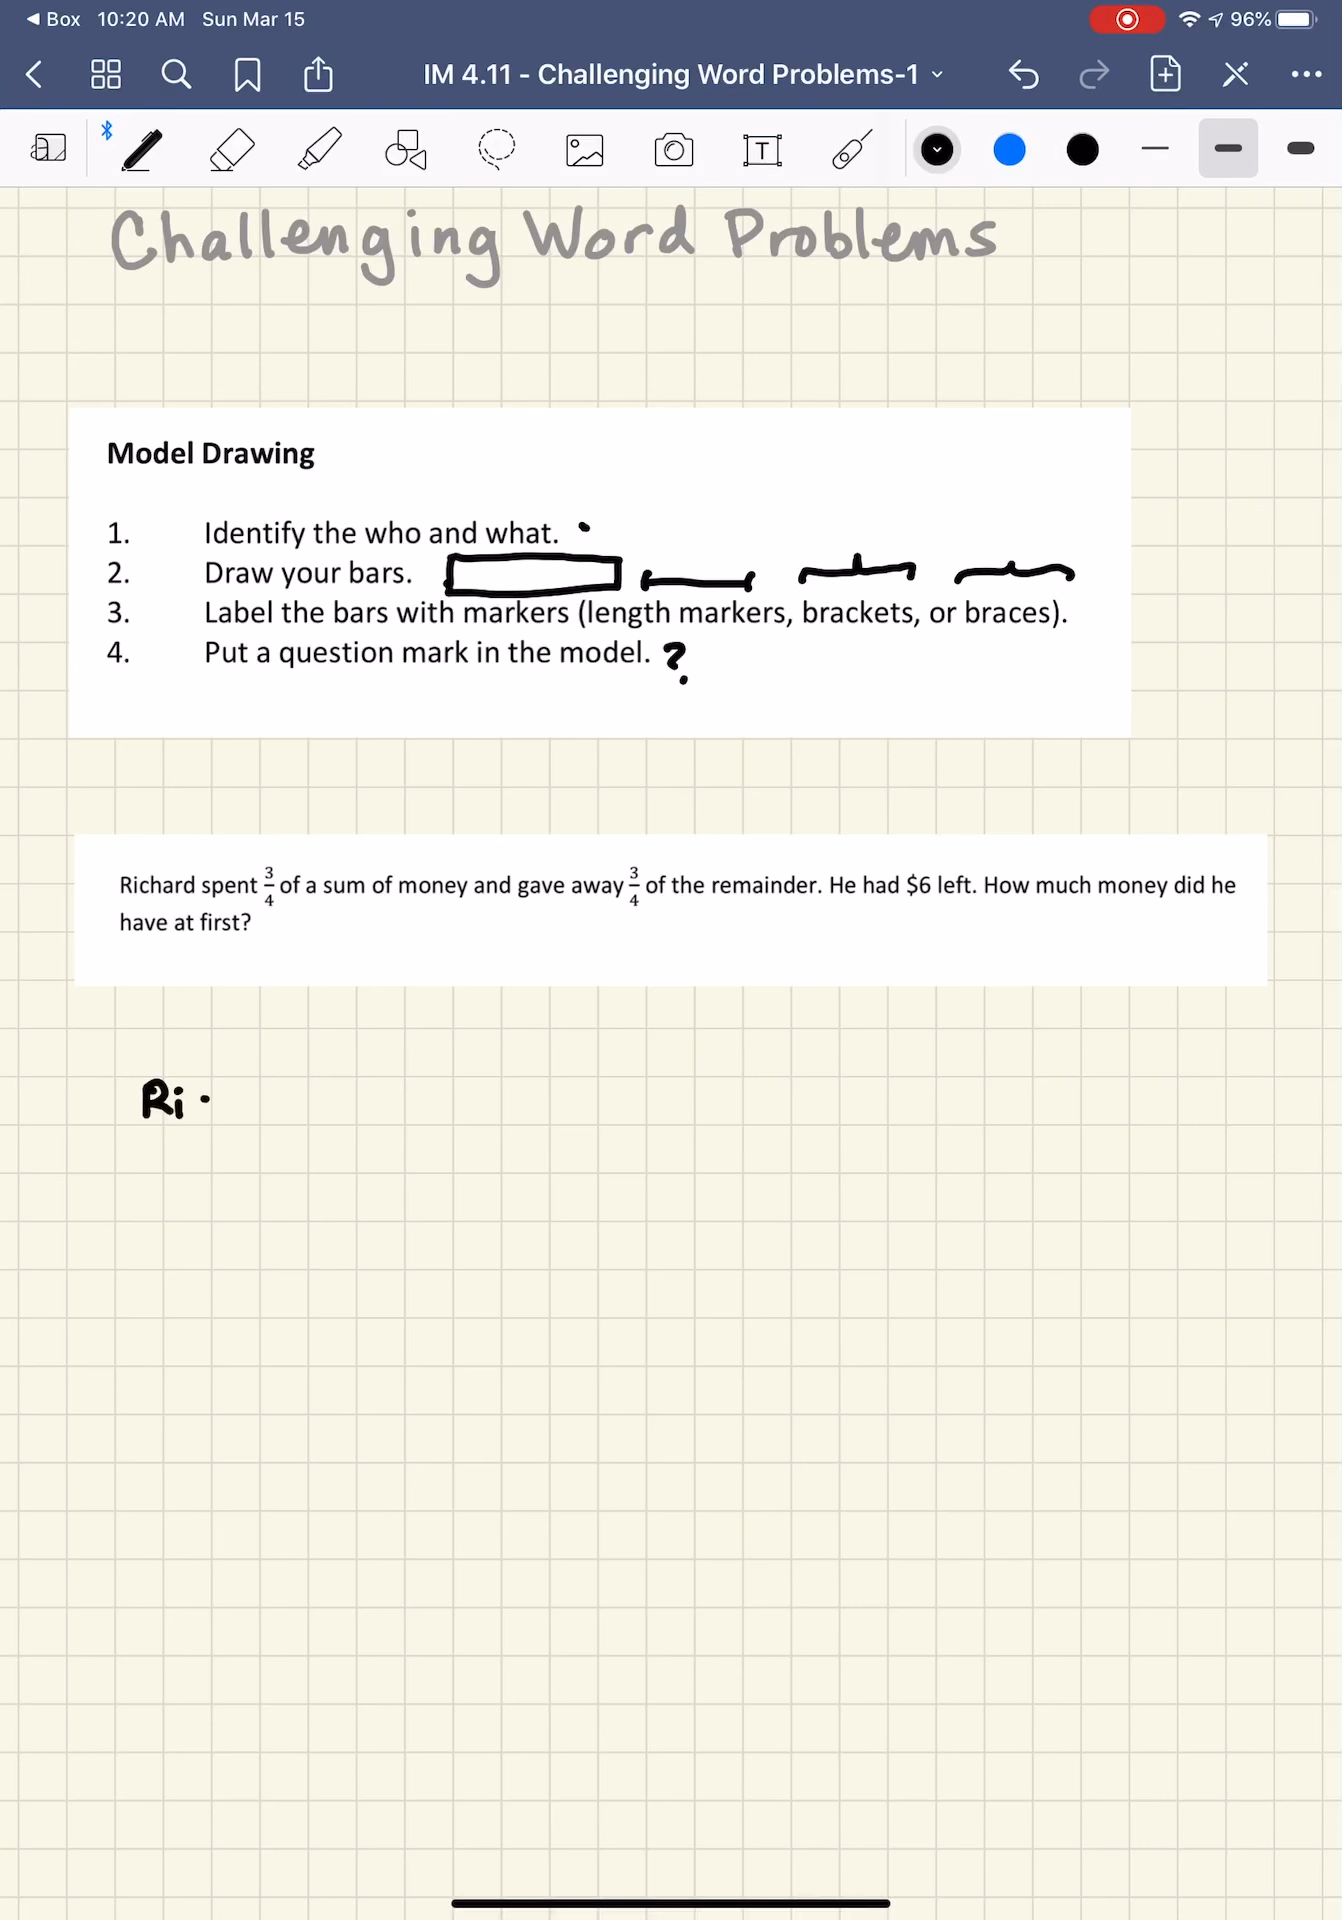 Box 10:20 AM Sun Mar 15 96%
IM 4.11 - Challenging Word Problems-1
Challenging Word Problems
Model Drawing
1. Identify the who and what.
2. Draw your bars.
3. Label the bars with markers (length markers, brackets, or braces).
4. Put a question mark in the model. ?
Richard spent 3/4 of a sum of money and gave away 3/4 of the remainder. He had $6 left. How much money did he
have at first?
Ri